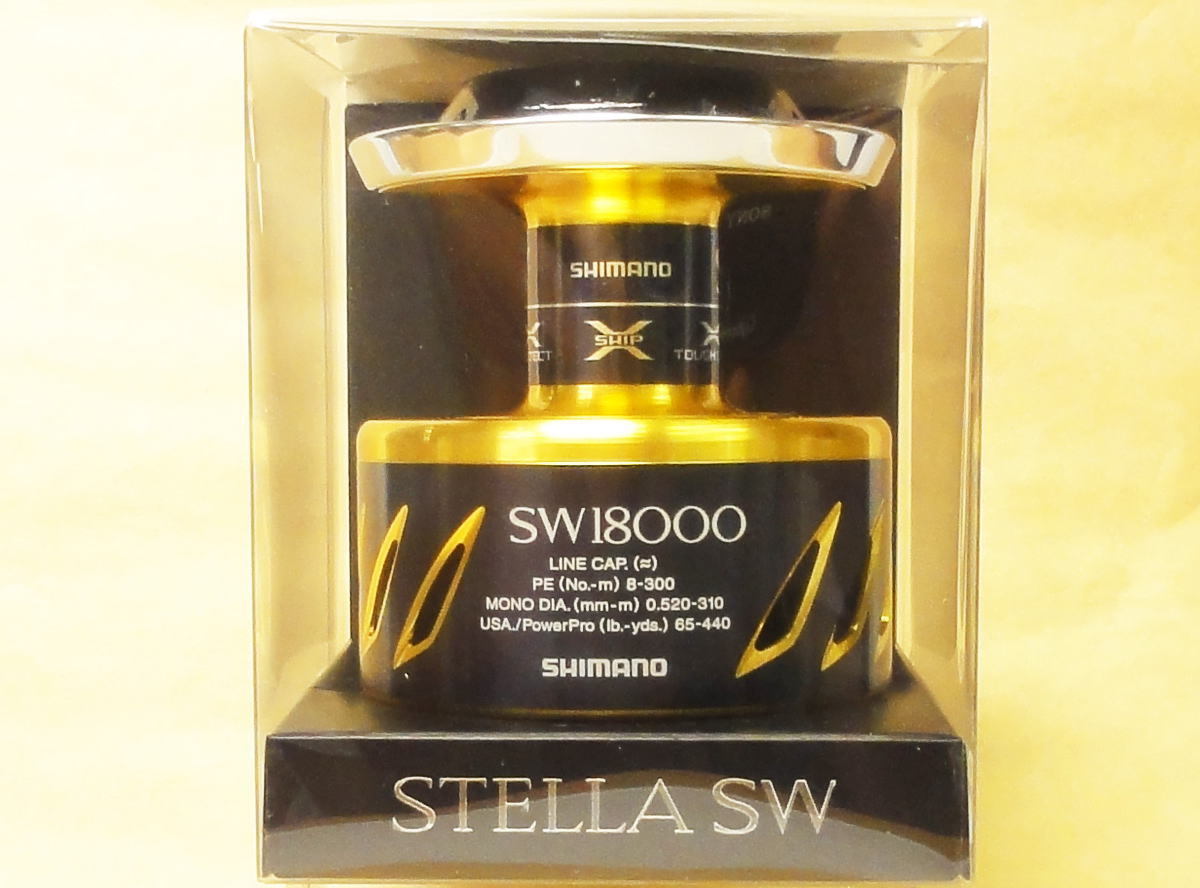 SHIMANO
X
SHIP
SW18000
LINE CAP. (≈)
PE (No.-m) 8-300
MONO DIA. (mm-m) 0.520-310
USA./PowerPro (lb.-yds.) 65-440
SHIMANO
STELLA SW